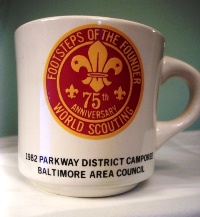 FOOTSTEPS OF THE FOUNDER
75th
ANNIVERSARY
WORLD SCOUTING
1982 PARKWAY DISTRICT CAMPOREE
BALTIMORE AREA COUNCIL